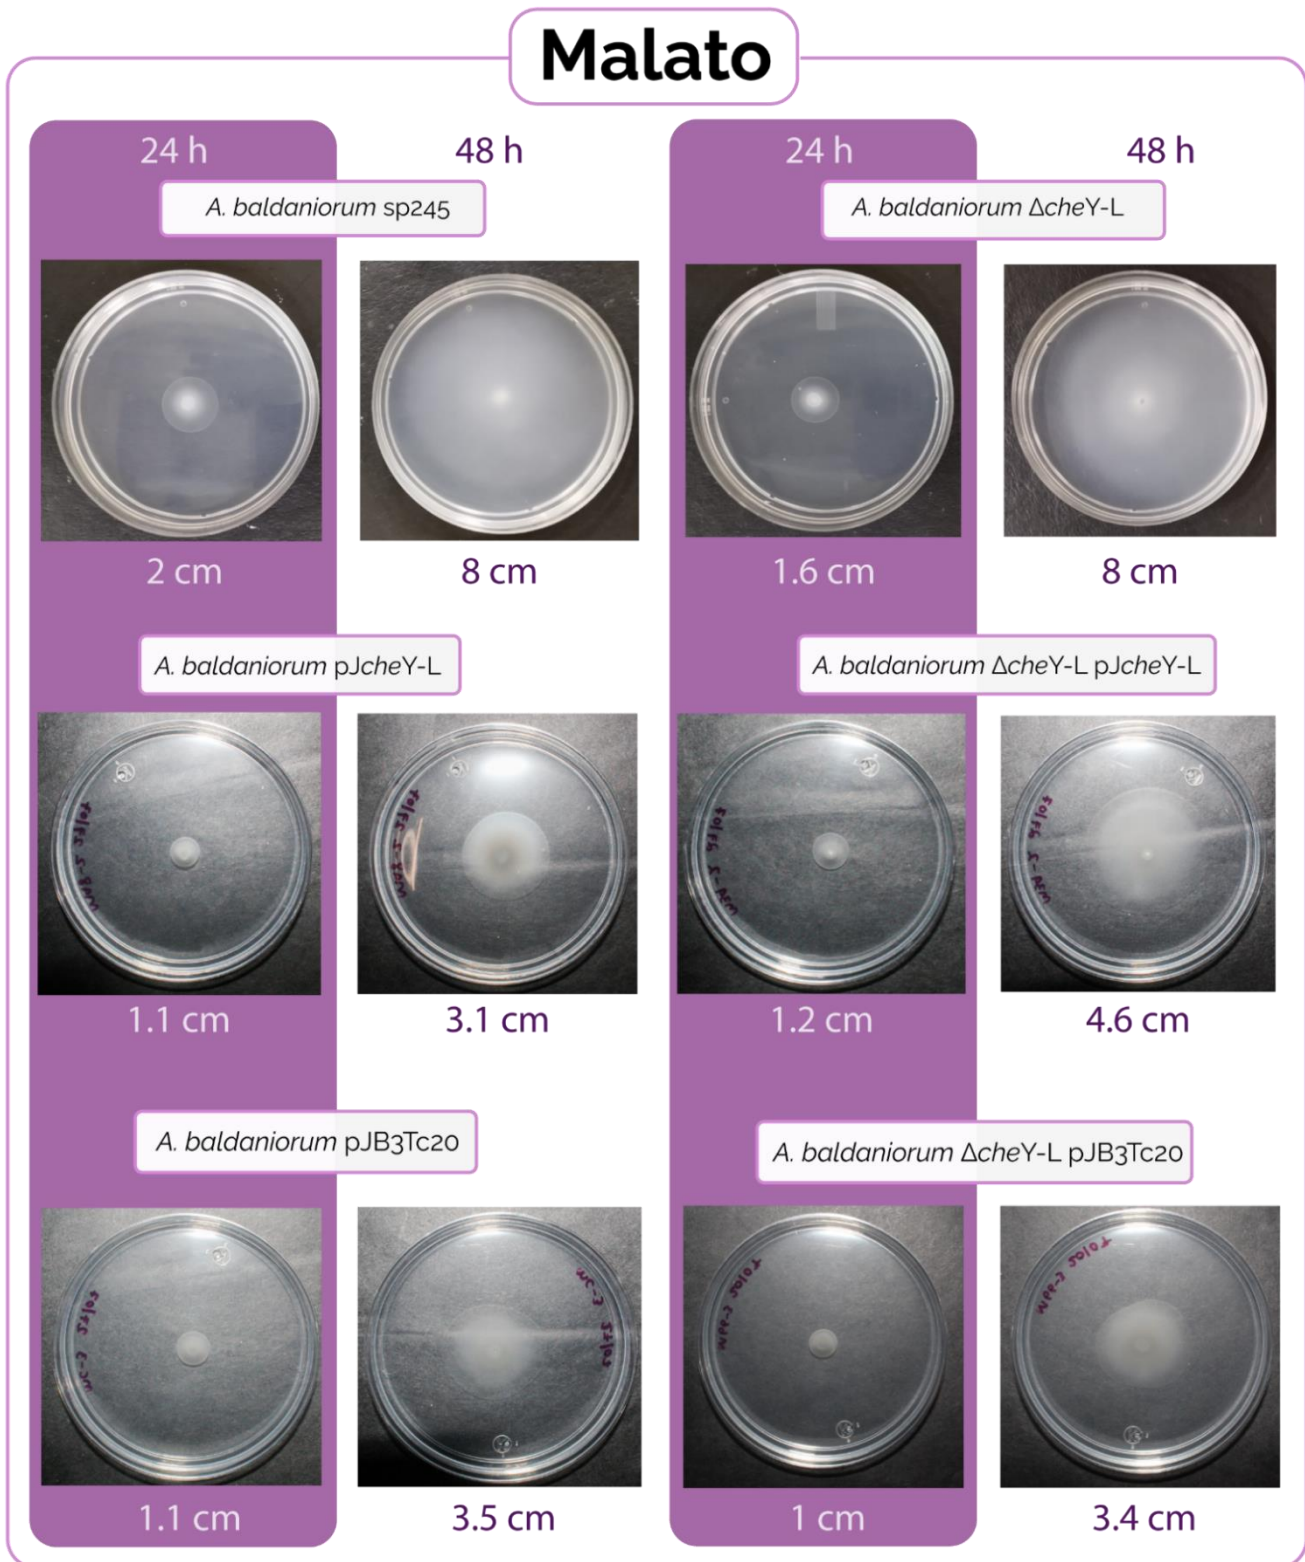 Malato
24 h
48 h
24 h
48 h
A. baldaniorum sp245
A. baldaniorum ΔcheY-L
2 cm
8 cm
1.6 cm
8 cm
A. baldaniorum pJcheY-L
A. baldaniorum ΔcheY-L pJcheY-L
1.1 cm
3.1 cm
1.2 cm
4.6 cm
A. baldaniorum pJB3Tc20
A. baldaniorum ΔcheY-L pJB3Tc20
1.1 cm
3.5 cm
1 cm
3.4 cm